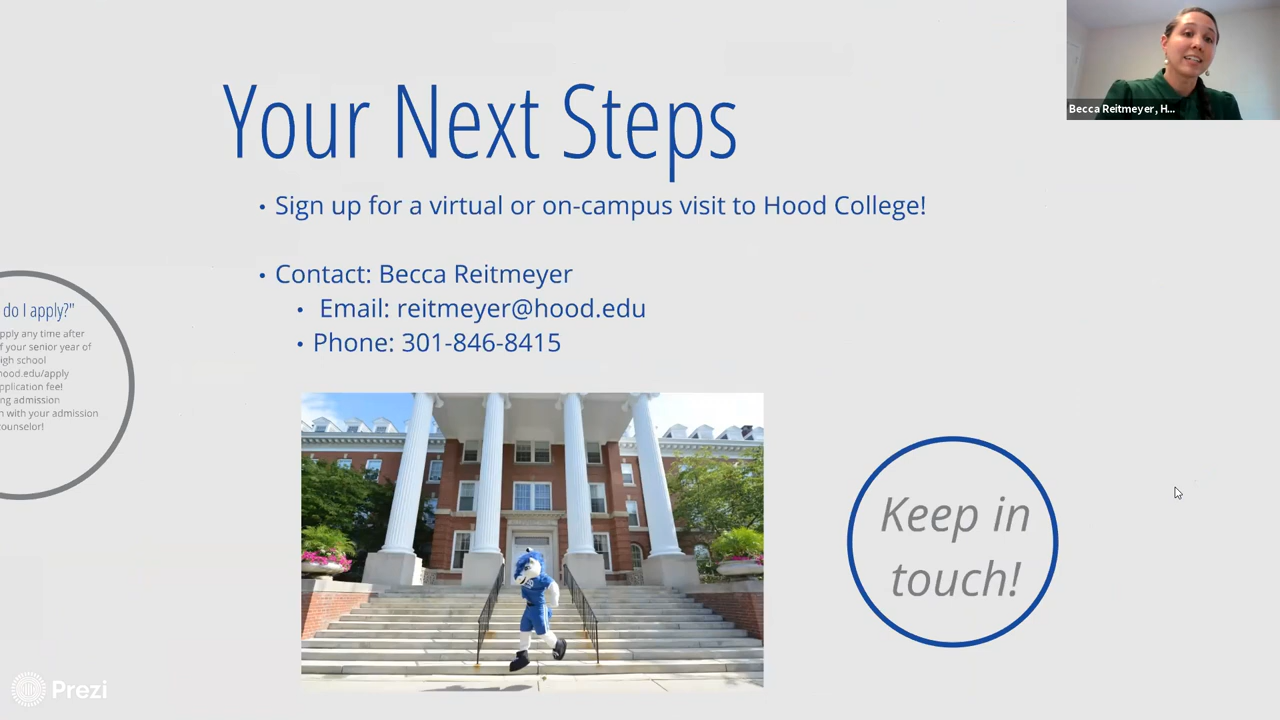 Your Next Steps
• Sign up for a virtual or on-campus visit to Hood College!
• Contact: Becca Reitmeyer
• Email: reitmeyer@hood.edu
• Phone: 301-846-8415
do I apply?"
pply any time after
f your senior year of
igh school
hood.edu/apply
pplication fee!
ng admission
n with your admission
ounselor!
Keep in
touch!
Becca Reitmeyer, H...
Prezi